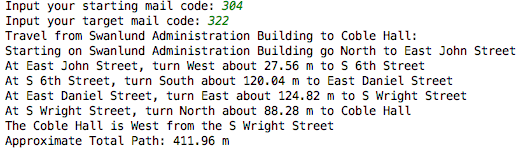 Input your starting mail code: 304
Input your target mail code: 322
Travel from Swanlund Administration Building to Coble Hall:
Starting on Swanlund Administration Building go North to East John Street
At East John Street, turn West about 27.56 m to S 6th Street
At S 6th Street, turn South about 120.04 m to East Daniel Street
At East Daniel Street, turn East about 124.82 m to S Wright Street
At S Wright Street, turn North about 88.28 m to Coble Hall
The Coble Hall is West from the S Wright Street
Approximate Total Path: 411.96 m